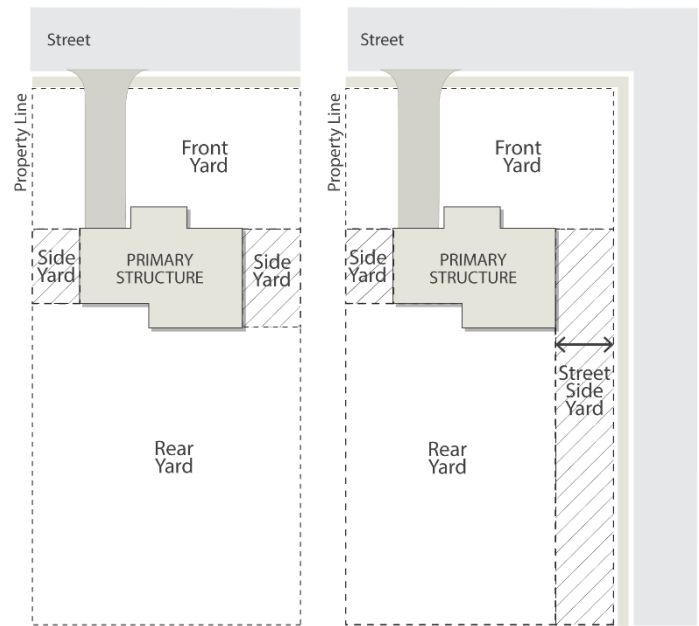 Street
Property Line
Front
Yard
Side
Yard
PRIMARY
STRUCTURE
Side
Yard
Rear
Yard
Street
Property Line
Front
Yard
Side
Yard
PRIMARY
STRUCTURE
Street
Side
Yard
Rear
Yard